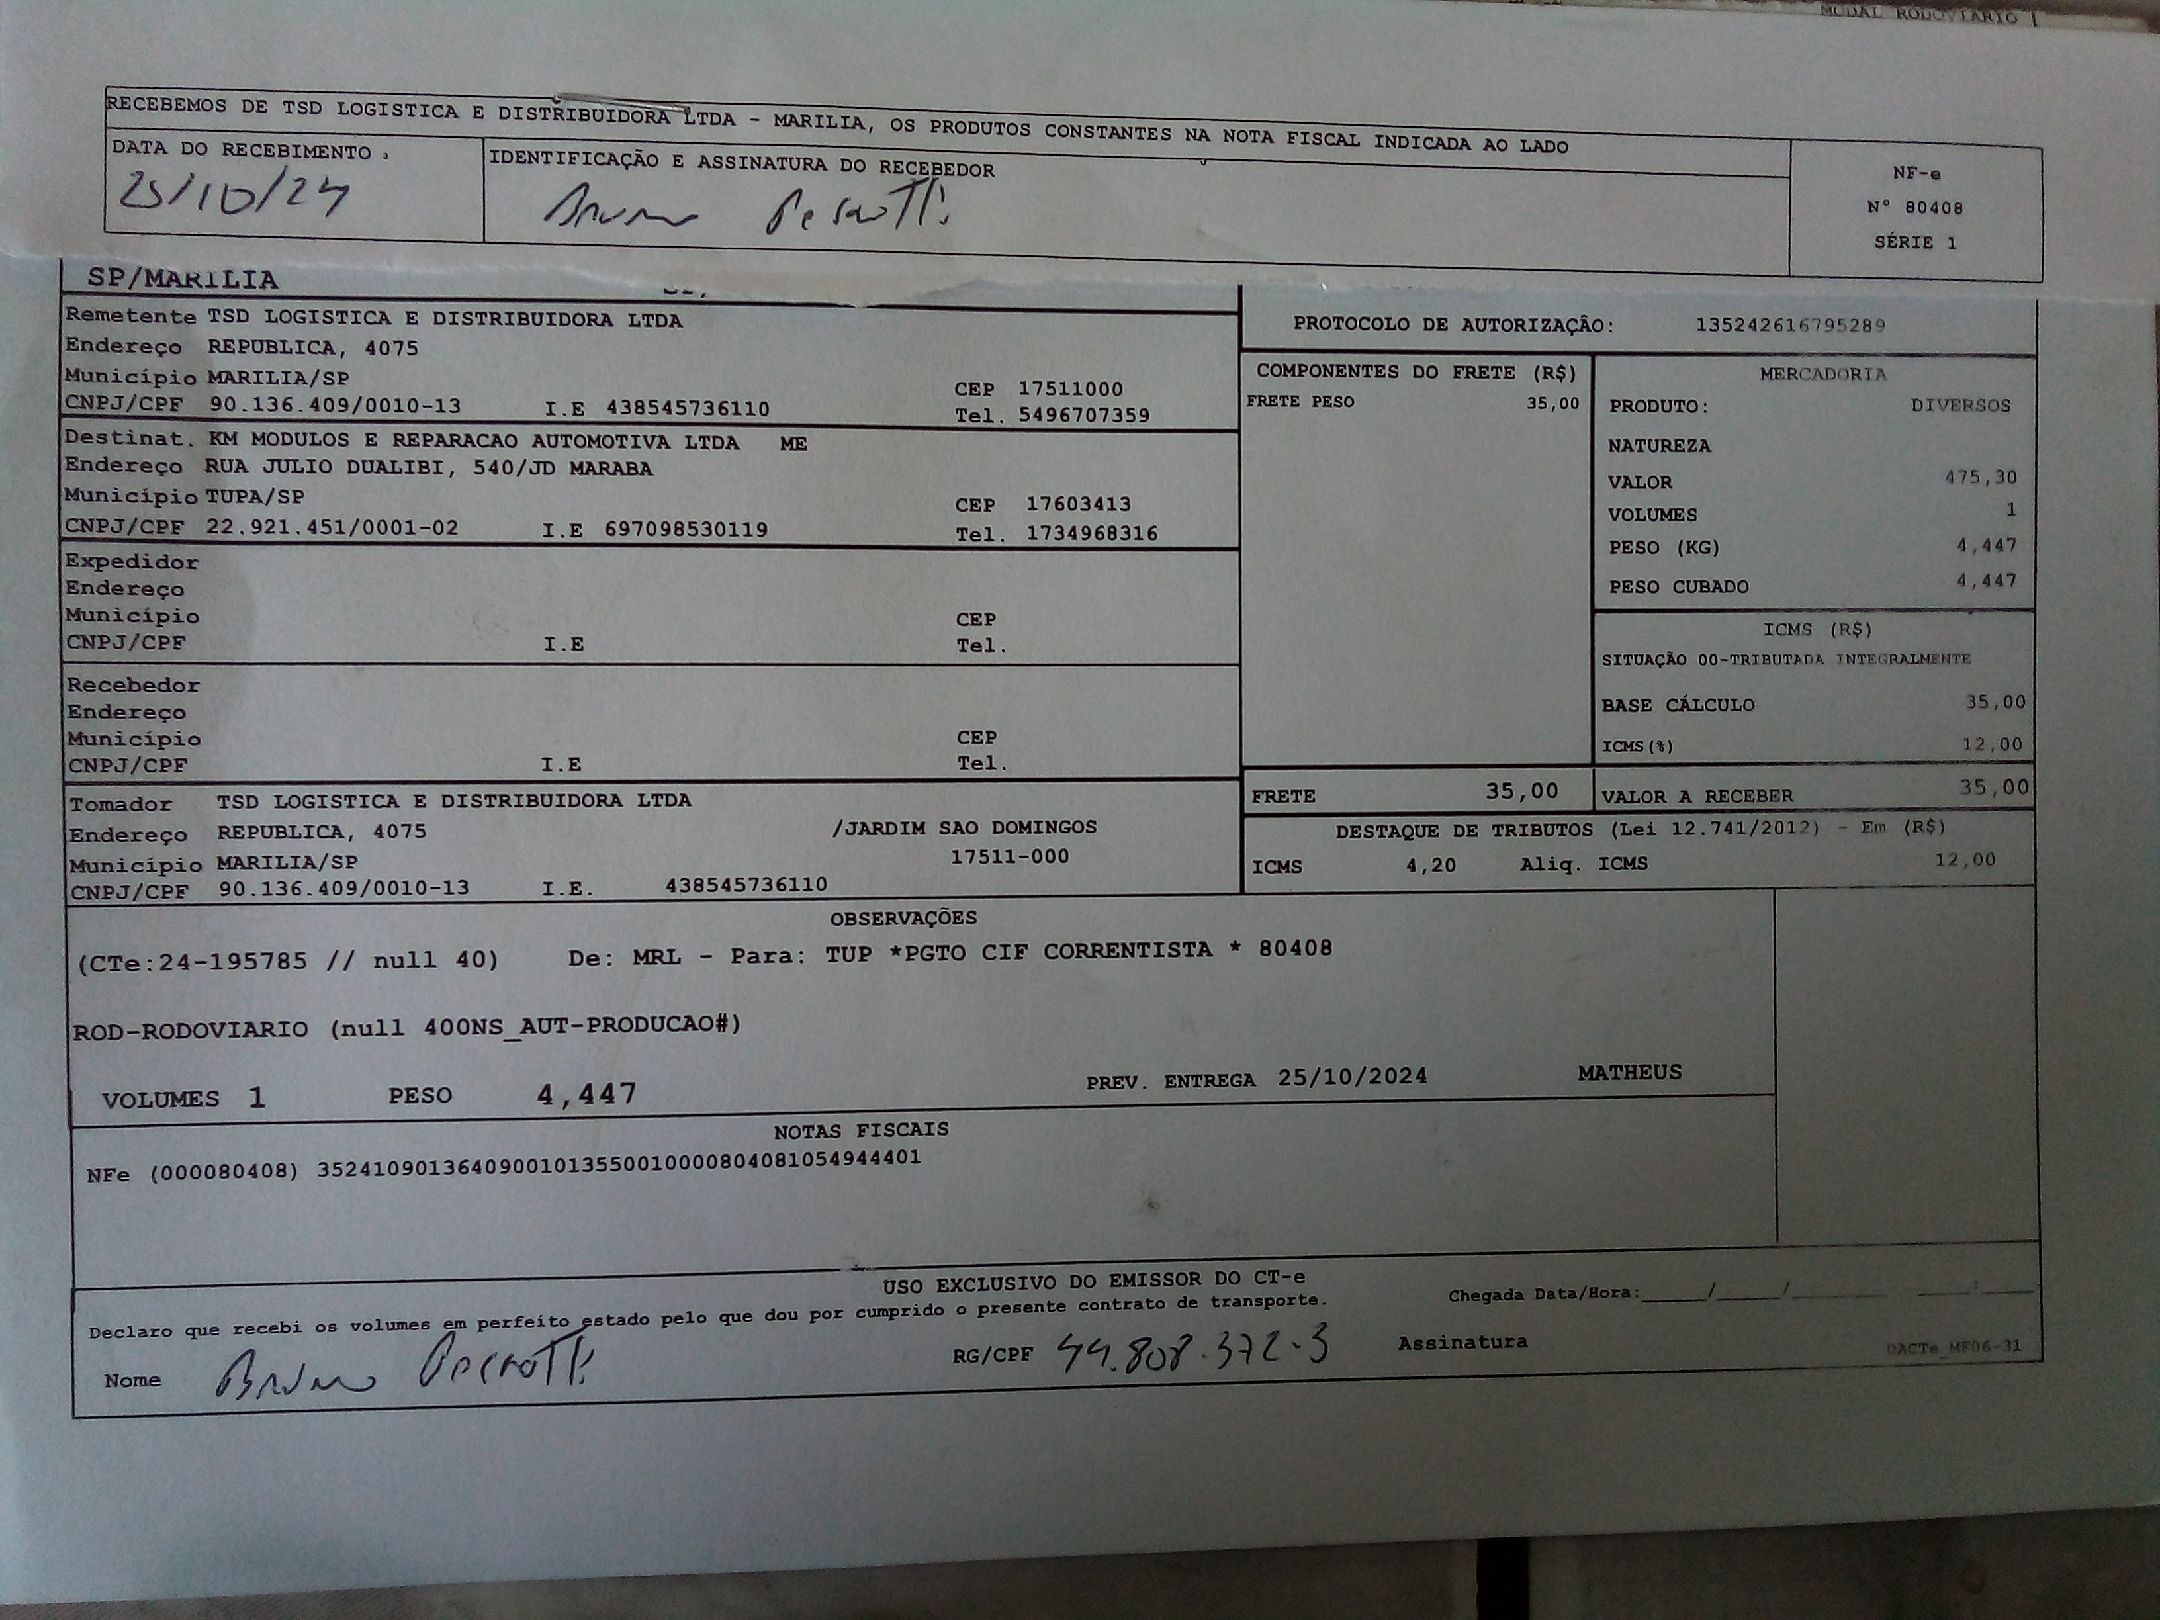 MODAL RODOVIARIO
RECEBEMOS DE TSD LOGISTICA E DISTRIBUIDORA LTDA - MARILIA, OS PRODUTOS CONSTANTES NA NOTA FISCAL INDICADA AO LADO
DATA DO RECEBIMENTO
25/10/24
IDENTIFICAÇÃO E ASSINATURA DO RECEBEDOR
Bruno
NF-e
Nº 80408
SÉRIE 1
SP/MARILIA
Remetente TSD LOGISTICA E DISTRIBUIDORA LTDA
Endereço REPUBLICA, 4075
Município MARILIA/SP CEP 17511000
CNPJ/CPF 90.136.409/0010-13 I.E 438545736110 Tel. 5496707359
Destinat. KM MODULOS E REPARACAO AUTOMOTIVA LTDA ME
Endereço RUA JULIO DUALIBI, 540/JD MARABA
Município TUPA/SP CEP 17603413
CNPJ/CPF 22.921.451/0001-02 I.E 697098530119 Tel. 1734968316
Expedidor
Endereço
Município CEP
CNPJ/CPF I.E Tel.
Recebedor
Endereço
Município CEP
CNPJ/CPF I.E Tel.
Tomador TSD LOGISTICA E DISTRIBUIDORA LTDA
Endereço REPUBLICA, 4075 /JARDIM SAO DOMINGOS
Município MARILIA/SP 17511-000
CNPJ/CPF 90.136.409/0010-13 I.E. 438545736110
PROTOCOLO DE AUTORIZAÇÃO: 135242616795289
COMPONENTES DO FRETE (R$)
FRETE PESO 35,00
MERCADORIA
PRODUTO: DIVERSOS
NATUREZA
VALOR 475,30
VOLUMES 1
PESO (KG) 4,447
PESO CUBADO 4,447
ICMS (R$)
SITUAÇÃO 00-TRIBUTADA INTEGRALMENTE
BASE CÁLCULO 35,00
ICMS(%) 12,00
FRETE 35,00
VALOR A RECEBER 35,00
DESTAQUE DE TRIBUTOS (Lei 12.741/2012) - Em (R$)
ICMS 4,20 Aliq. ICMS 12,00
OBSERVAÇÕES
(CTe:24-195785 // null 40) De: MRL - Para: TUP *PGTO CIF CORRENTISTA * 80408
ROD-RODOVIARIO (null 400NS_AUT-PRODUCAO#)
VOLUMES 1 PESO 4,447 PREV. ENTREGA 25/10/2024 MATHEUS
NOTAS FISCAIS
NFe (000080408) 35241090136409001013550010000804081054944401
USO EXCLUSIVO DO EMISSOR DO CT-e
Declaro que recebi os volumes em perfeito estado pelo que dou por cumprido o presente contrato de transporte.
Chegada Data/Hora:_____/_____/__________:_____
Nome Bruno
RG/CPF 44.808.372-3
Assinatura
DACTe_MF06-31